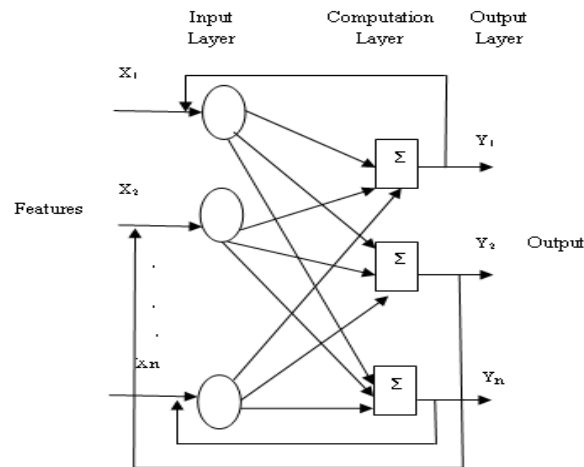 Input Layer
Computation Layer
Output Layer
X₁
Σ
Y₁
X₂
Features
Σ
Y₂
Output
.
.
.
.
Xn
Σ
Yn